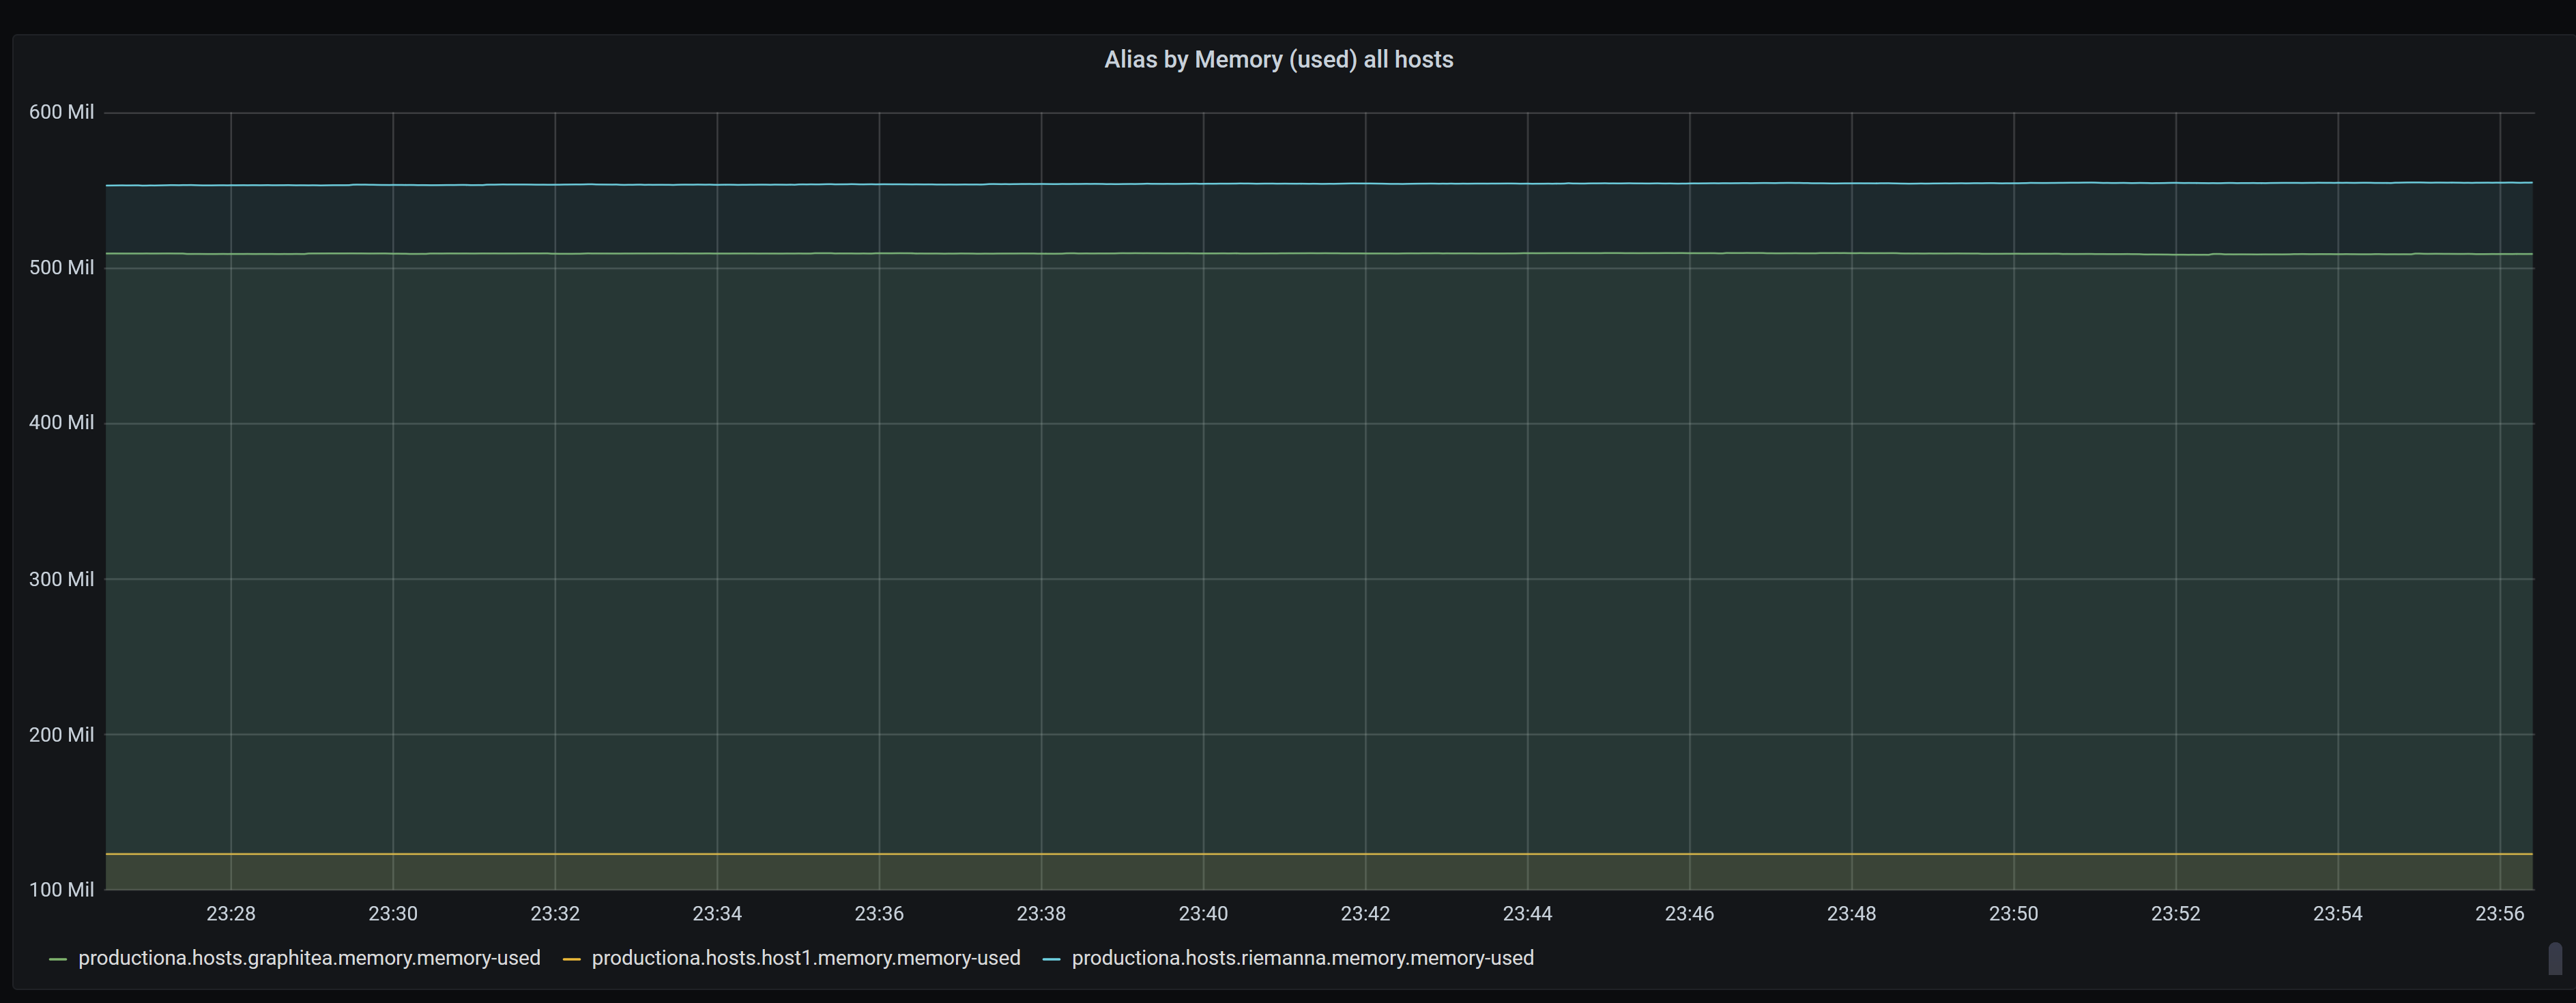 Alias by Memory (used) all hosts
600 Mil
500 Mil
400 Mil
300 Mil
200 Mil
100 Mil
23:28 23:30 23:32 23:34 23:36 23:38 23:40 23:42 23:44 23:46 23:48 23:50 23:52 23:54 23:56
productiona.hosts.graphitea.memory.memory-used productiona.hosts.host1.memory.memory-used productiona.hosts.riemanna.memory.memory-used